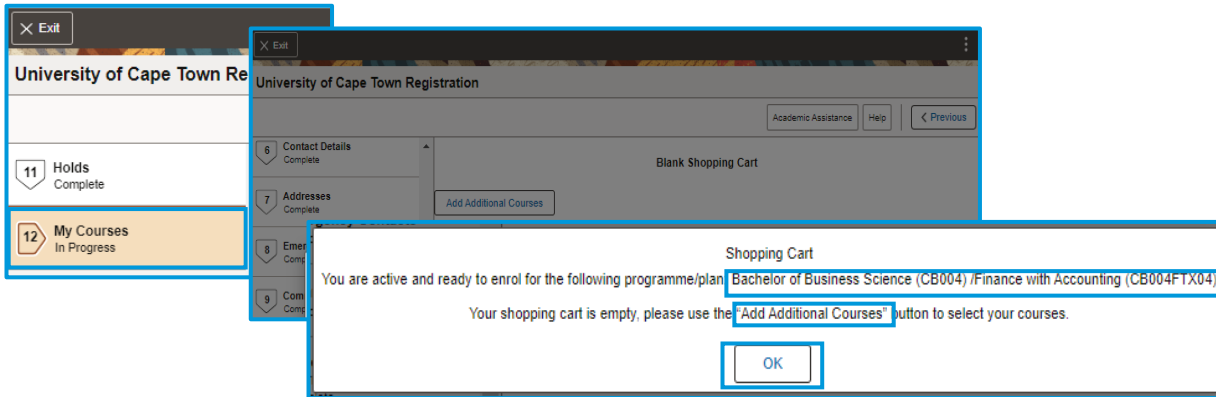 Exit
University of Cape Town Re
11 Holds
Complete
12 My Courses
In Progress
Exit
University of Cape Town Registration
Academic Assistance Help Previous
6 Contact Details
Complete
Blank Shopping Cart
7 Addresses
Complete
Add Additional Courses
8 Emer
Comp
9 Com
Comp
Shopping Cart
You are active and ready to enrol for the following programme/plan Bachelor of Business Science (CB004) /Finance with Accounting (CB004FTX04)
Your shopping cart is empty, please use the "Add Additional Courses" button to select your courses.
OK